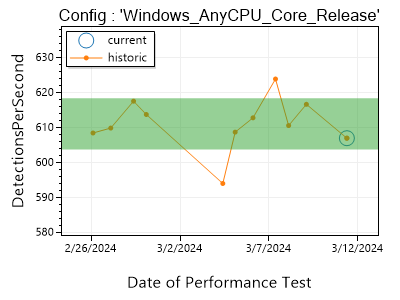 Config : 'Windows_AnyCPU_Core_Release'
current
historic
DetectionsPerSecond
630
620
610
600
590
580
2/26/2024
3/2/2024
3/7/2024
3/12/2024
Date of Performance Test